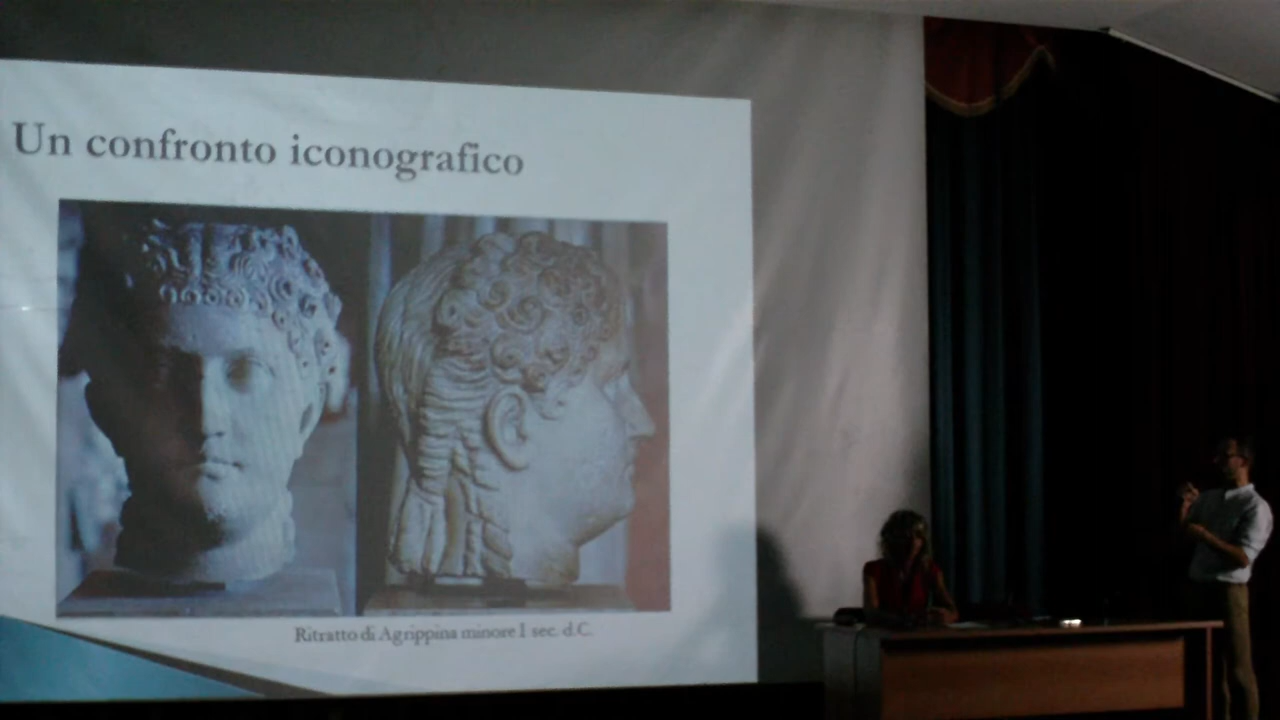 Un confronto iconografico
Ritratto di Agrippina minore I sec. d.C.